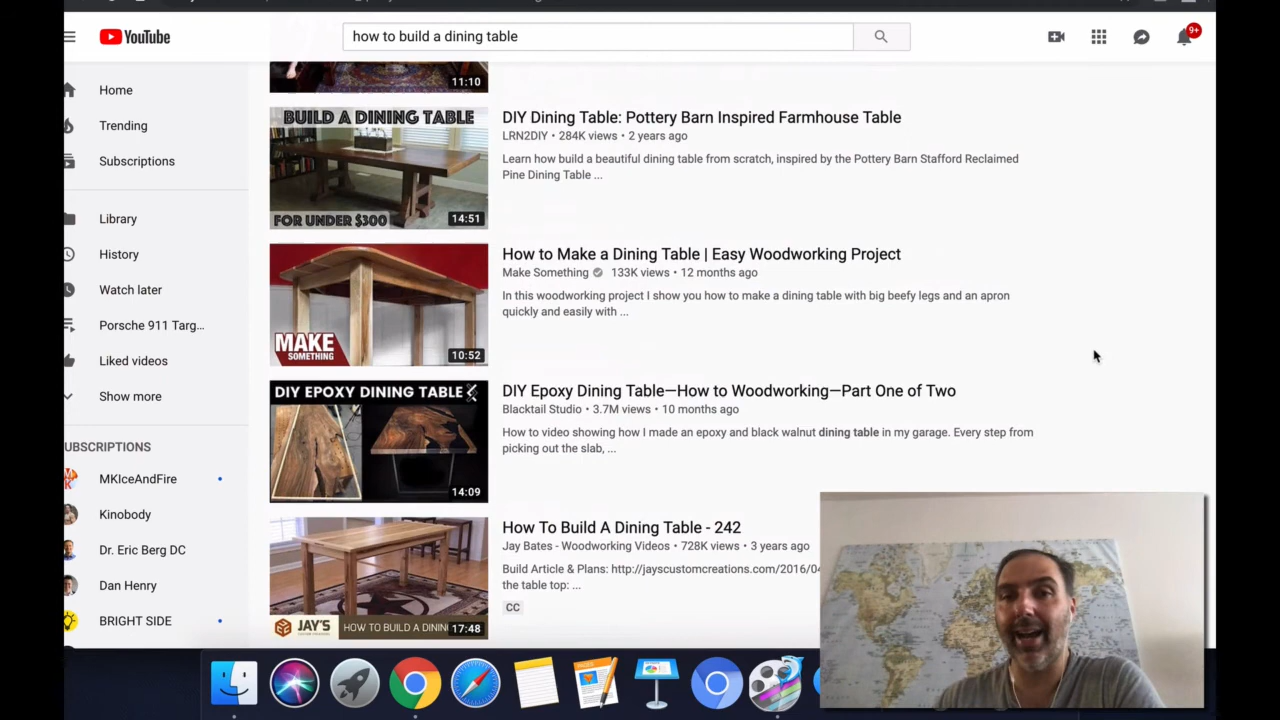 YouTube
how to build a dining table
9+
Home
Trending
Subscriptions
Library
History
Watch later
Porsche 911 Targ...
Liked videos
Show more
UBSCRIPTIONS
MKIceAndFire
Kinobody
Dr. Eric Berg DC
Dan Henry
BRIGHT SIDE
11:10
BUILD A DINING TABLE
FOR UNDER $300
14:51
DIY Dining Table: Pottery Barn Inspired Farmhouse Table
LRN2DIY • 284K views • 2 years ago
Learn how build a beautiful dining table from scratch, inspired by the Pottery Barn Stafford Reclaimed
Pine Dining Table ...
MAKE
SOMETHING
10:52
How to Make a Dining Table | Easy Woodworking Project
Make Something 133K views • 12 months ago
In this woodworking project I show you how to make a dining table with big beefy legs and an apron
quickly and easily with ...
DIY EPOXY DINING TABLE
14:09
DIY Epoxy Dining Table—How to Woodworking—Part One of Two
Blacktail Studio • 3.7M views • 10 months ago
How to video showing how I made an epoxy and black walnut dining table in my garage. Every step from
picking out the slab, ...
JAY'S
HOW TO BUILD A DININ
17:48
How To Build A Dining Table - 242
Jay Bates - Woodworking Videos • 728K views • 3 years ago
Build Article & Plans: http://jayscustomcreations.com/2016/04
the table top: ...
CC